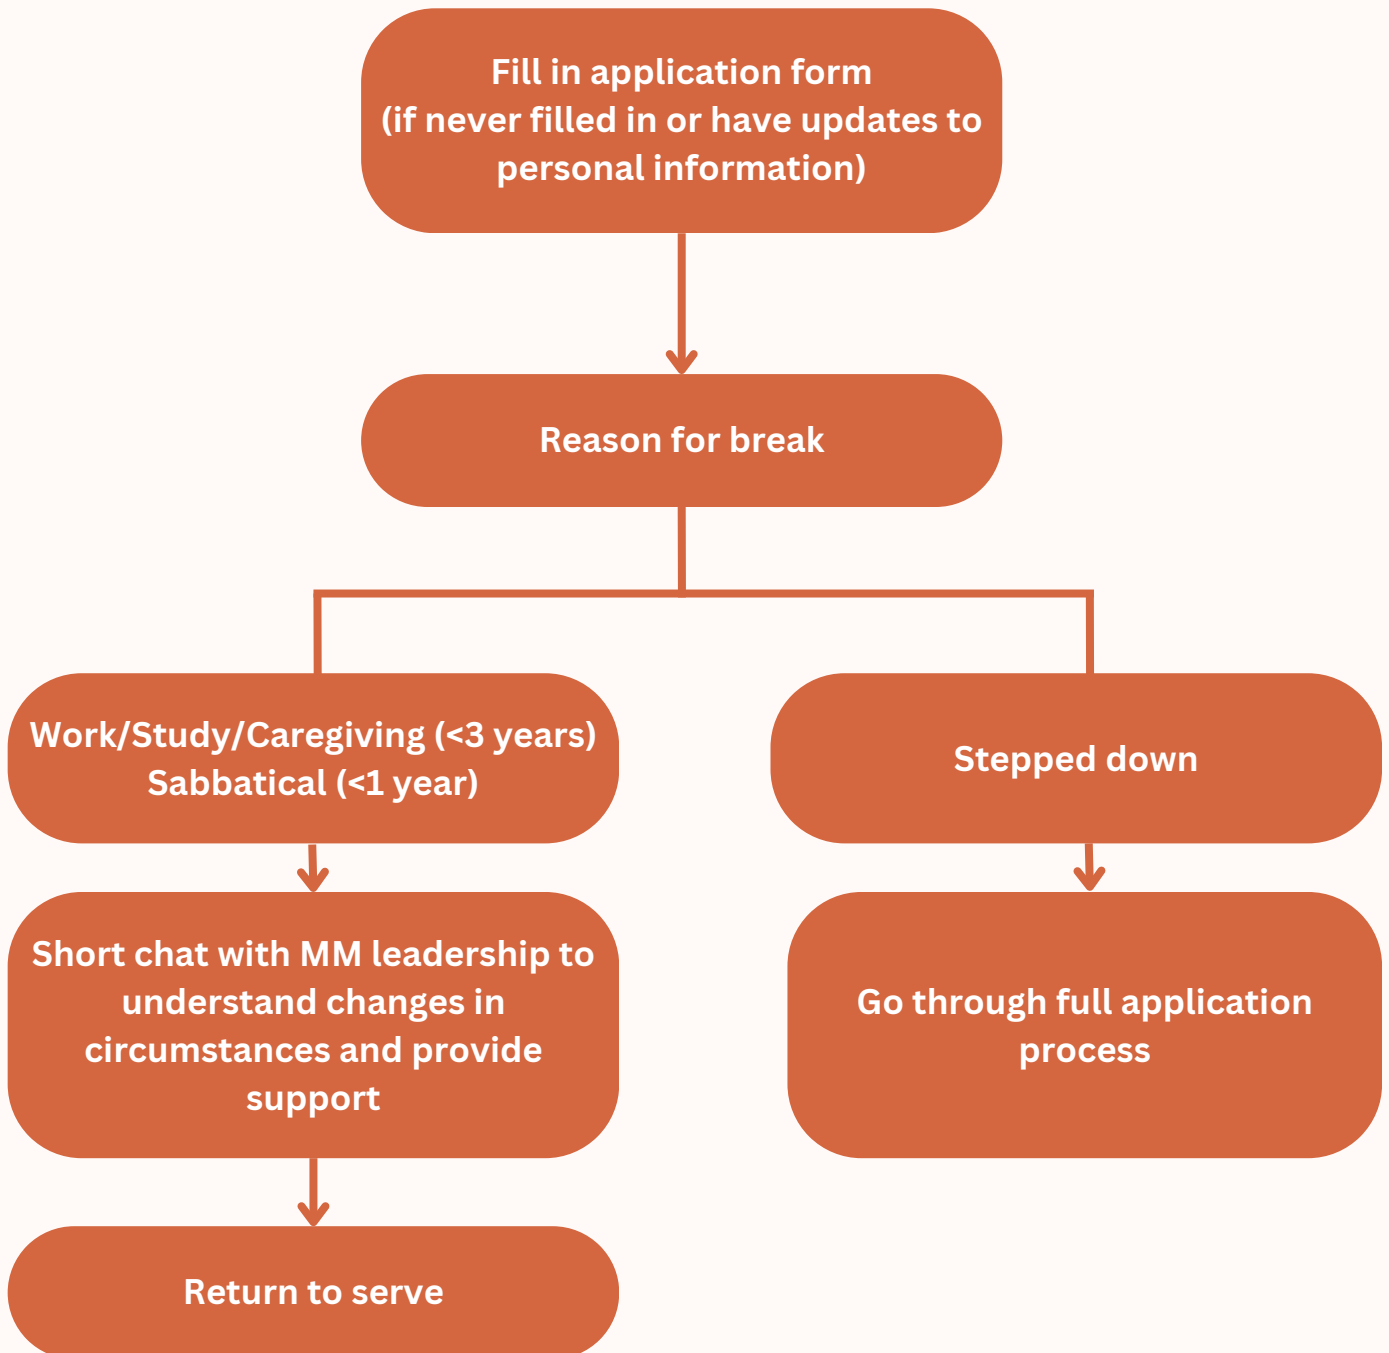 Fill in application form
(if never filled in or have updates to
personal information)
Reason for break
Work/Study/Caregiving (<3 years)
Sabbatical (<1 year)
Stepped down
Short chat with MM leadership to
understand changes in
circumstances and provide
support
Go through full application
process
Return to serve